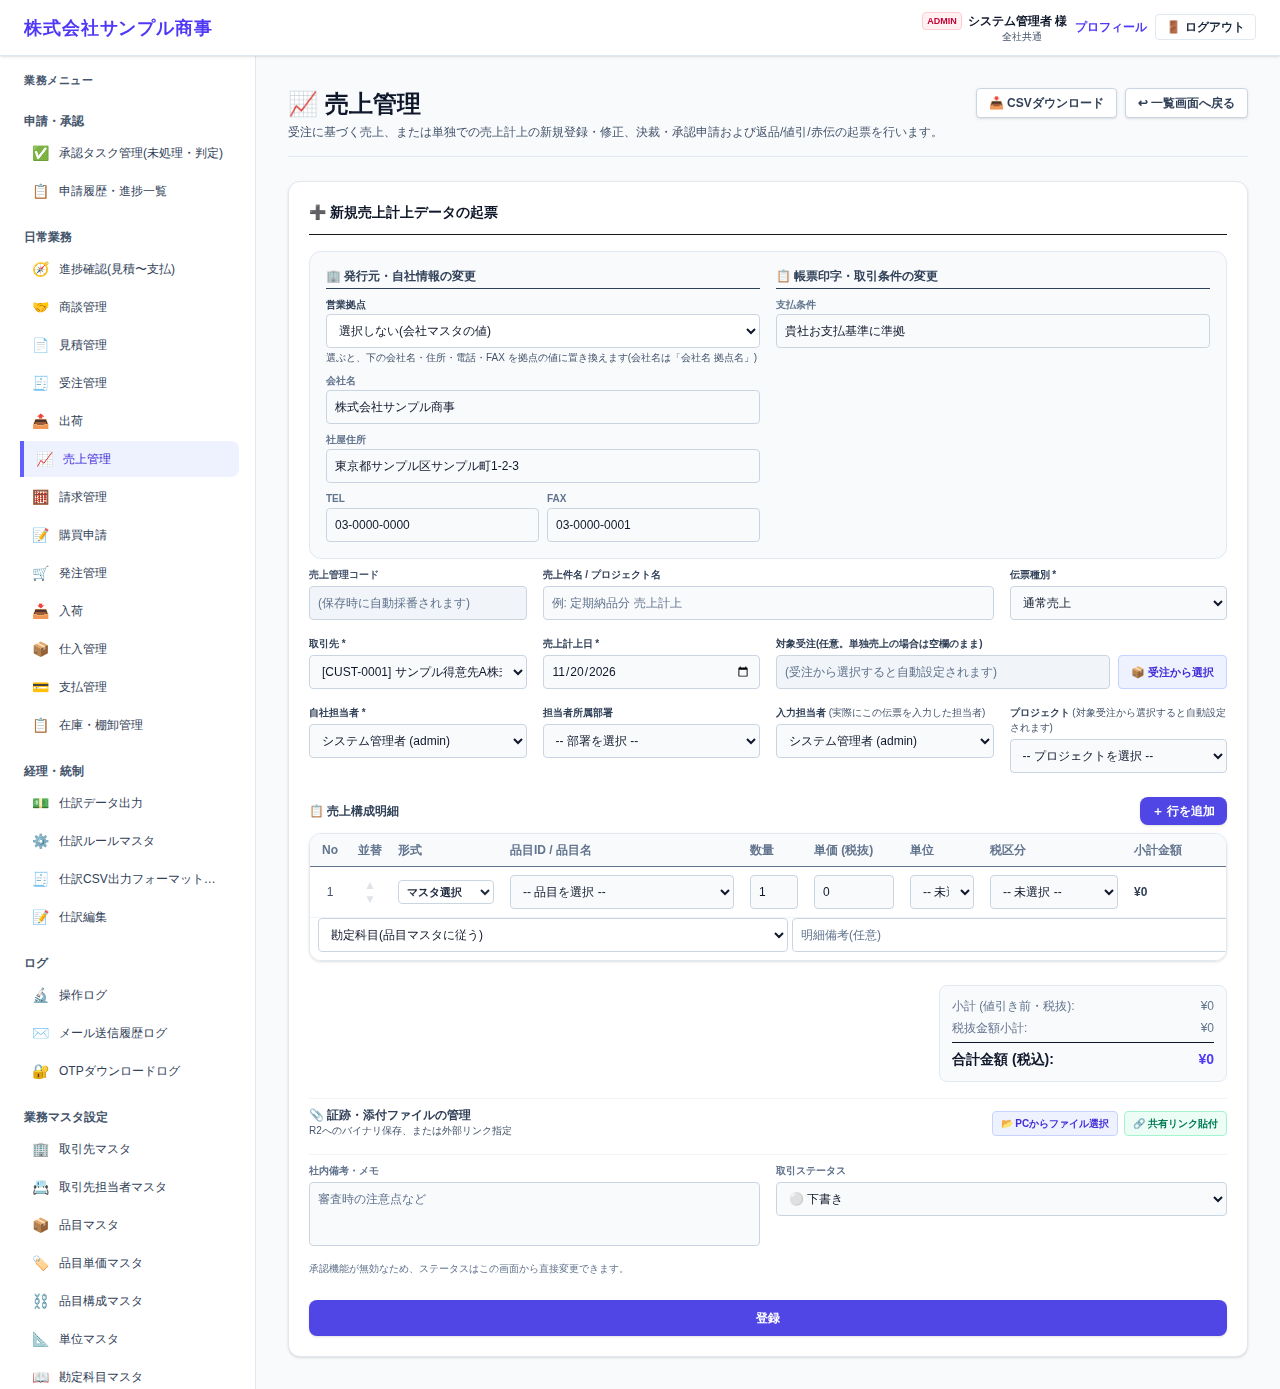 株式会社サンプル商事
ADMIN システム管理者 様
全社共通
プロフィール
ログアウト
業務メニュー
申請・承認
承認タスク管理(未処理・判定)
申請履歴・進捗一覧
日常業務
進捗確認(見積〜支払)
商談管理
見積管理
受注管理
出荷
売上管理
請求管理
購買申請
発注管理
入荷
仕入管理
支払管理
在庫・棚卸管理
経理・統制
仕訳データ出力
仕訳ルールマスタ
仕訳CSV出力フォーマット…
仕訳編集
ログ
操作ログ
メール送信履歴ログ
OTPダウンロードログ
業務マスタ設定
取引先マスタ
取引先担当者マスタ
品目マスタ
品目単価マスタ
品目構成マスタ
単位マスタ
勘定科目マスタ
売上管理
受注に基づく売上、または単独での売上計上の新規登録・修正、決裁・承認申請および返品/値引/赤伝の起票を行います。
CSVダウンロード
↩ 一覧画面へ戻る
➕ 新規売上計上データの起票
発行元・自社情報の変更
営業拠点
選択しない(会社マスタの値)
選ぶと、下の会社名・住所・電話・FAX を拠点の値に置き換えます(会社名は「会社名 拠点名」)
会社名
株式会社サンプル商事
社屋住所
東京都サンプル区サンプル町1-2-3
TEL
03-0000-0000
FAX
03-0000-0001
帳票印字・取引条件の変更
支払条件
貴社お支払基準に準拠
売上管理コード
(保存時に自動採番されます)
売上件名 / プロジェクト名
例: 定期納品分 売上計上
伝票種別 *
通常売上
取引先 *
[CUST-0001] サンプル得意先A株
売上計上日 *
11/20/2026
対象受注(任意。単独売上の場合は空欄のまま)
(受注から選択すると自動設定されます)
受注から選択
自社担当者 *
システム管理者 (admin)
担当者所属部署
-- 部署を選択 --
入力担当者 (実際にこの伝票を入力した担当者)
システム管理者 (admin)
プロジェクト (対象受注から選択すると自動設定
されます)
-- プロジェクトを選択 --
売上構成明細
＋ 行を追加
No 並替 形式 品目ID / 品目名 数量 単価 (税抜) 単位 税区分 小計金額
1 ▲ ▼ マスタ選択 -- 品目を選択 -- 1 0 -- 未 -- 未選択 -- ¥0
勘定科目(品目マスタに従う)
明細備考(任意)
小計 (値引き前・税抜): ¥0
税抜金額小計: ¥0
合計金額 (税込): ¥0
証跡・添付ファイルの管理
R2へのバイナリ保存、または外部リンク指定
PCからファイル選択
共有リンク貼付
社内備考・メモ
審査時の注意点など
取引ステータス
下書き
承認機能が無効なため、ステータスはこの画面から直接変更できます。
登録